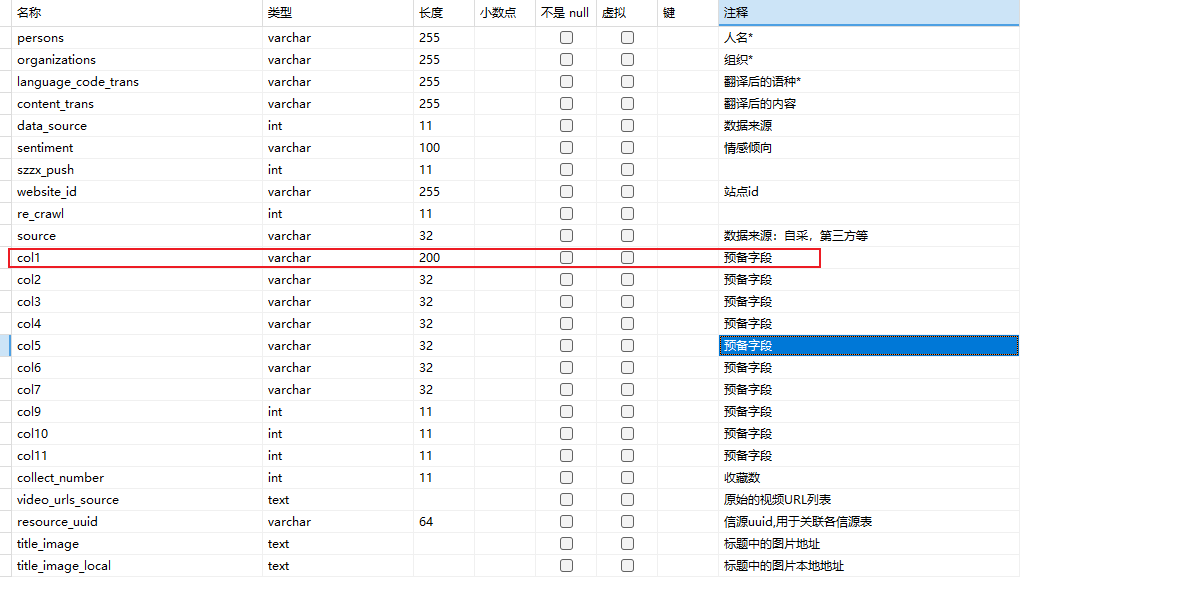 名称 类型 长度 小数点 不是 null 虚拟 键 注释
persons varchar 255 人名*
organizations varchar 255 组织*
language_code_trans varchar 255 翻译后的语种*
content_trans varchar 255 翻译后的内容
data_source int 11 数据来源
sentiment varchar 100 情感倾向
szzx_push int 11
website_id varchar 255 站点id
re_crawl int 11
source varchar 32 数据来源：自采，第三方等
col1 varchar 200 预备字段
col2 varchar 32 预备字段
col3 varchar 32 预备字段
col4 varchar 32 预备字段
col5 varchar 32 预备字段
col6 varchar 32 预备字段
col7 varchar 32 预备字段
col9 int 11 预备字段
col10 int 11 预备字段
col11 int 11 预备字段
collect_number int 11 收藏数
video_urls_source text 原始的视频URL列表
resource_uuid varchar 64 信源uuid,用于关联各信源表
title_image text 标题中的图片地址
title_image_local text 标题中的图片本地地址